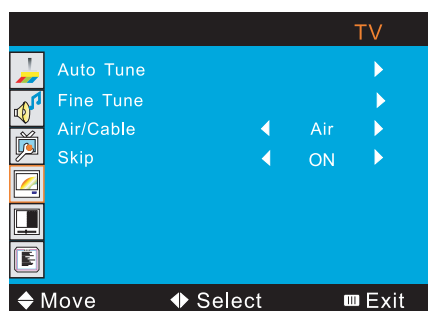 TV
Auto Tune
Fine Tune
Air/Cable Air
Skip ON
Move Select Exit